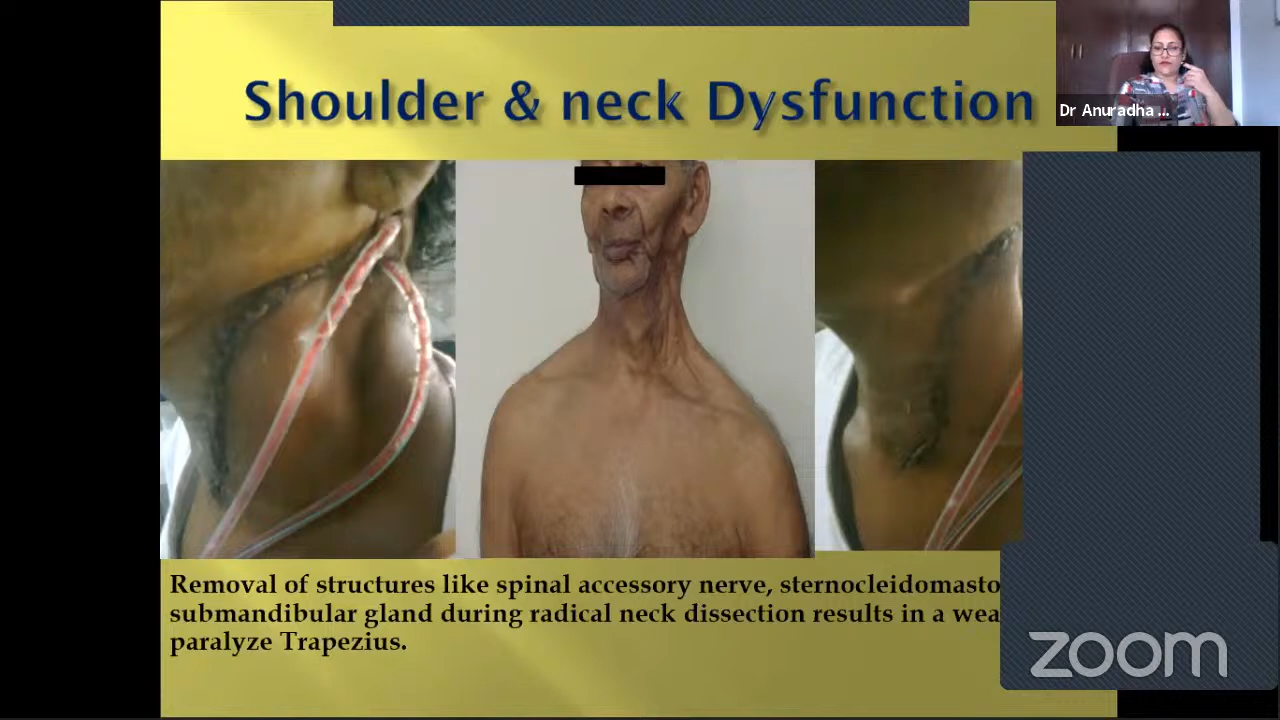 Shoulder & neck Dysfunction
Dr Anuradha ...
Removal of structures like spinal accessory nerve, sternocleidomasto
submandibular gland during radical neck dissection results in a wea
paralyze Trapezius.
zoom